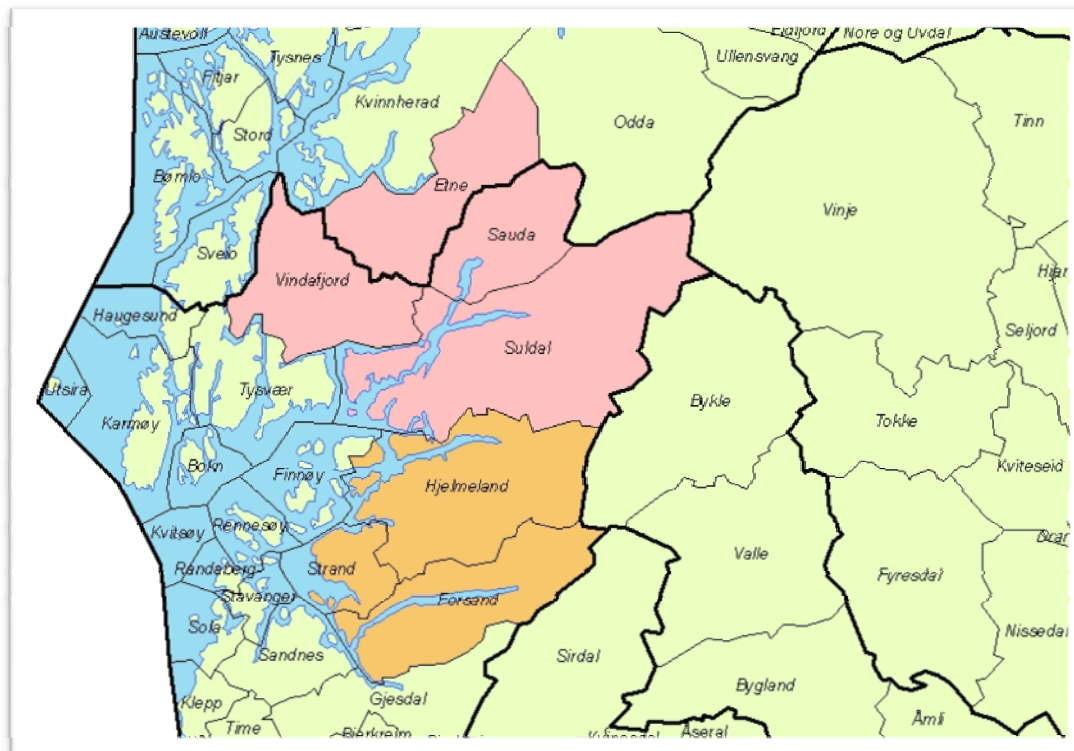 Austevoll
Eidfjord
Nore og Uvdal
Tysnes
Ullensvang
Fitjar
Kvinnherad
Odda
Tinn
Stord
Bømlo
Etne
Vinje
Sauda
Sveio
Vindafjord
Haugesund
Seljord
Suldal
Utsira
Tysvær
Bykle
Karmøy
Tokke
Bokn
Finnøy
Kviteseid
Hjelmeland
Rennesøy
Kvitsøy
Valle
Randaberg
Strand
Fyresdal
Stavanger
Forsand
Sola
Nissedal
Sandnes
Sirdal
Bygland
Gjesdal
Klepp
Åmli
Time
Bjerkreim
Åseral